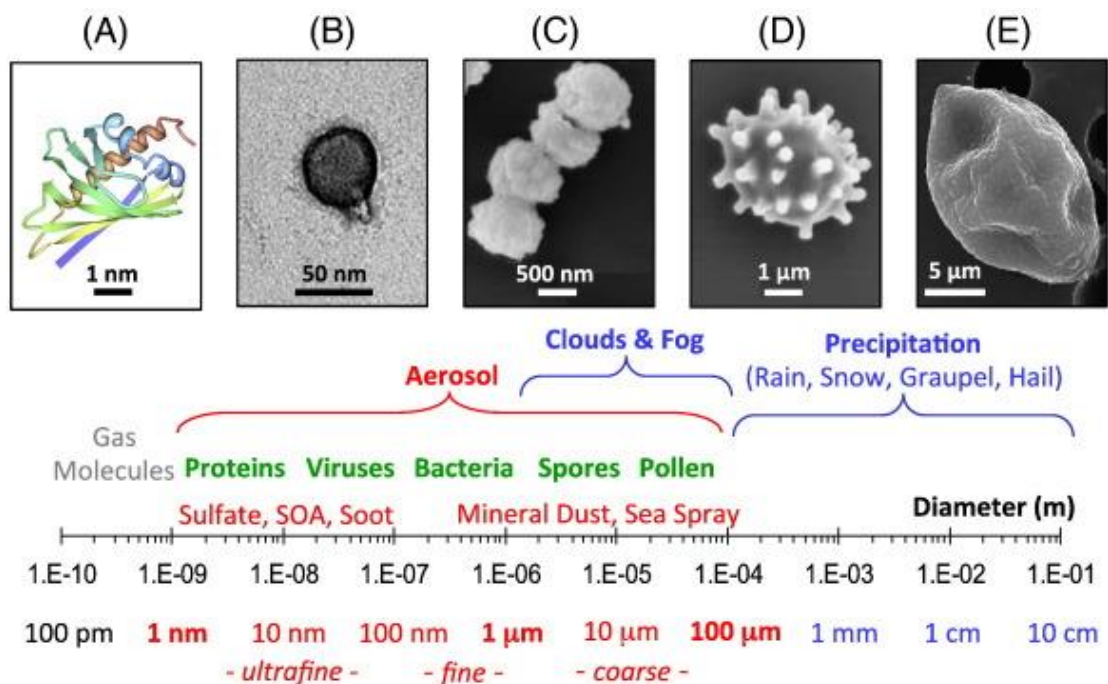 (A) (B) (C) (D) (E)
1 nm 50 nm 500 nm 1 μm 5 μm
Clouds & Fog
Precipitation
(Rain, Snow, Graupel, Hail)
Aerosol
Gas
Molecules
Proteins Viruses Bacteria Spores Pollen
Sulfate, SOA, Soot Mineral Dust, Sea Spray
Diameter (m)
1.E-10 1.E-09 1.E-08 1.E-07 1.E-06 1.E-05 1.E-04 1.E-03 1.E-02 1.E-01
100 pm 1 nm 10 nm 100 nm 1 μm 10 μm 100 μm 1 mm 1 cm 10 cm
- ultrafine - - fine - - coarse -